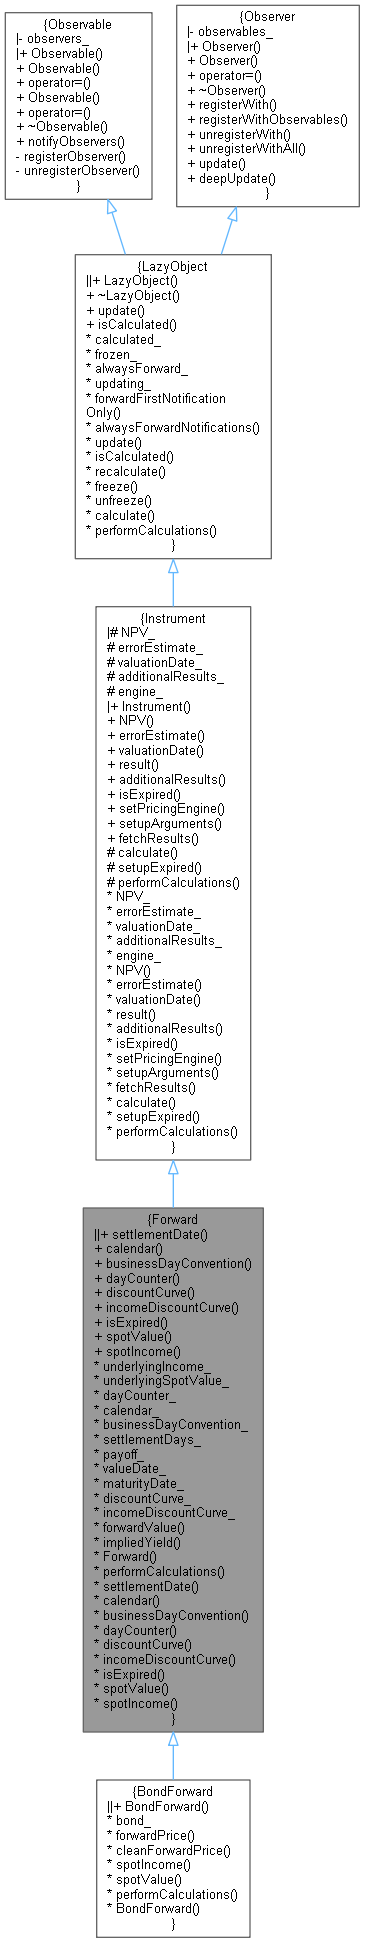 {Observable
|- observers_
|+ Observable()
+ Observable()
+ operator=()
+ Observable()
+ operator=()
+ ~Observable()
+ notifyObservers()
- registerObserver()
- unregisterObserver()
}
{Observer
|- observables_
|+ Observer()
+ Observer()
+ operator=()
+ ~Observer()
+ registerWith()
+ registerWithObservables()
+ unregisterWith()
+ unregisterWithAll()
+ update()
+ deepUpdate()
}
{LazyObject
||+ LazyObject()
+ ~LazyObject()
+ update()
+ isCalculated()
* calculated_
* frozen_
* alwaysForward_
* updating_
* forwardFirstNotification
Only()
* alwaysForwardNotifications()
* update()
* isCalculated()
* recalculate()
* freeze()
* unfreeze()
* calculate()
* performCalculations()
}
{Instrument
|# NPV_
# errorEstimate_
# valuationDate_
# additionalResults_
# engine_
|+ Instrument()
+ NPV()
+ errorEstimate()
+ valuationDate()
+ result()
+ additionalResults()
+ isExpired()
+ setPricingEngine()
+ setupArguments()
+ fetchResults()
# calculate()
# setupExpired()
# performCalculations()
* NPV_
* errorEstimate_
* valuationDate_
* additionalResults_
* engine_
* NPV()
* errorEstimate()
* valuationDate()
* result()
* additionalResults()
* isExpired()
* setPricingEngine()
* setupArguments()
* fetchResults()
* calculate()
* setupExpired()
* performCalculations()
}
{Forward
||+ settlementDate()
+ calendar()
+ businessDayConvention()
+ dayCounter()
+ discountCurve()
+ incomeDiscountCurve()
+ isExpired()
+ spotValue()
+ spotIncome()
* underlyingIncome_
* underlyingSpotValue_
* dayCounter_
* calendar_
* businessDayConvention_
* settlementDays_
* payoff_
* valueDate_
* maturityDate_
* discountCurve_
* incomeDiscountCurve_
* forwardValue()
* impliedYield()
* Forward()
* performCalculations()
* settlementDate()
* calendar()
* businessDayConvention()
* dayCounter()
* discountCurve()
* incomeDiscountCurve()
* isExpired()
* spotValue()
* spotIncome()
}
{BondForward
||+ BondForward()
* bond_
* forwardPrice()
* cleanForwardPrice()
* spotIncome()
* spotValue()
* performCalculations()
* BondForward()
}